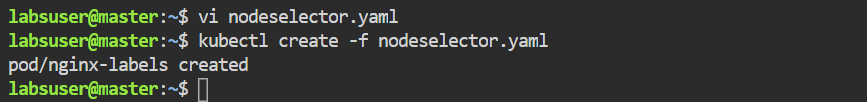 labsuser@master:~$ vi nodeselector.yaml
labsuser@master:~$ kubectl create -f nodeselector.yaml
pod/nginx-labels created
labsuser@master:~$